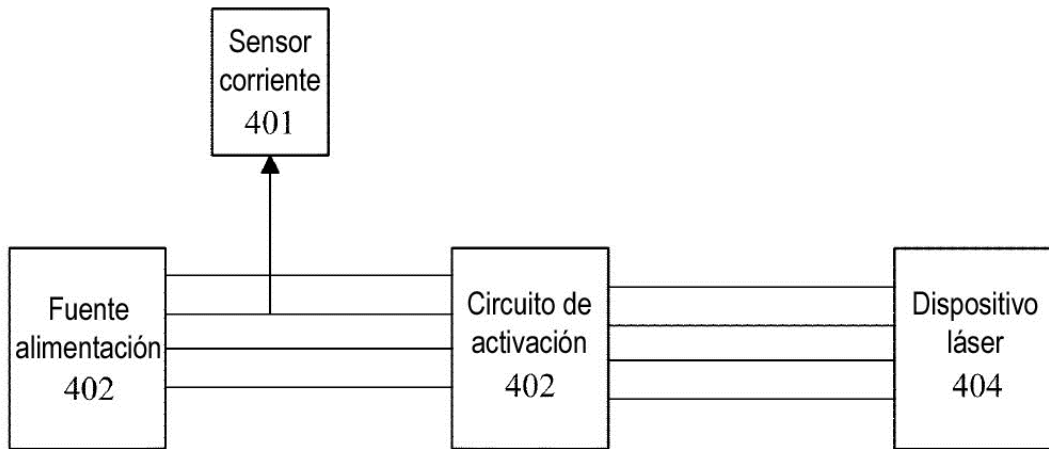 Sensor
corriente
401
Fuente
alimentación
402
Circuito de
activación
402
Dispositivo
láser
404